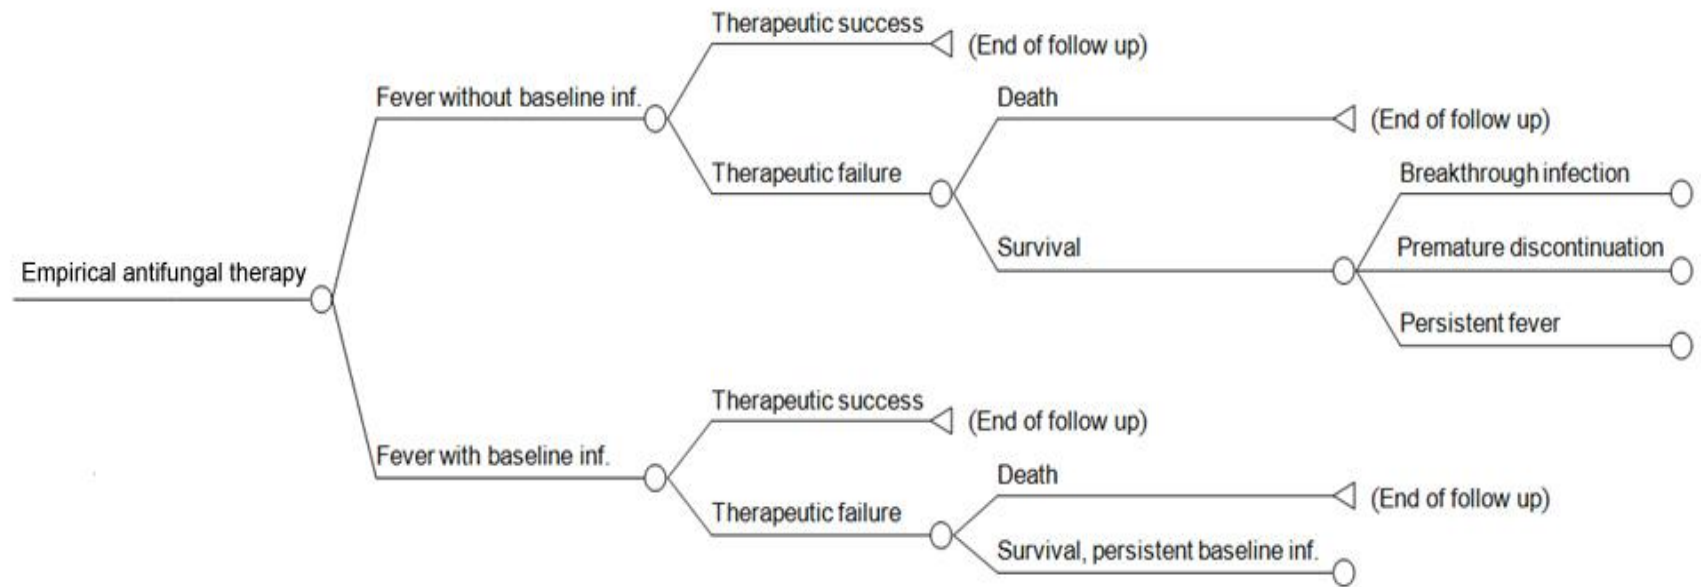 Therapeutic success
(End of follow up)
Fever without baseline inf.
Death
(End of follow up)
Therapeutic failure
Breakthrough infection
Survival
Premature discontinuation
Empirical antifungal therapy
Persistent fever
Therapeutic success
(End of follow up)
Fever with baseline inf.
Death
(End of follow up)
Therapeutic failure
Survival, persistent baseline inf.